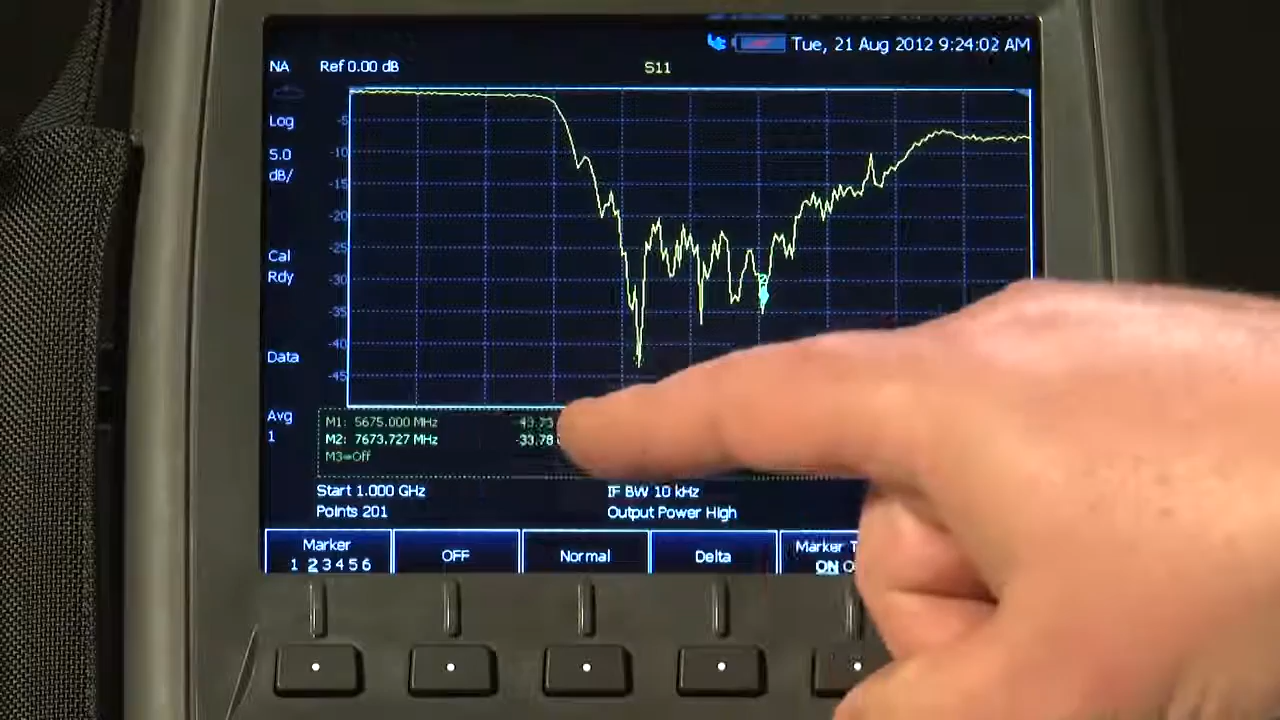 Tue, 21 Aug 2012 9:24:02 AM
NA Ref 0.00 dB S11
Log
5.0
dB/
Cal
Rdy
Data
Avg
1
-5
-10
-15
-20
-25
-30
-35
-40
-45
2
M1: 5675.000 MHz
M2: 7673.727 MHz -33.78
M3=Off
Start 1.000 GHz IF BW 10 kHz
Points 201 Output Power High
Marker OFF Normal Delta Marker
1 2 3 4 5 6 ON